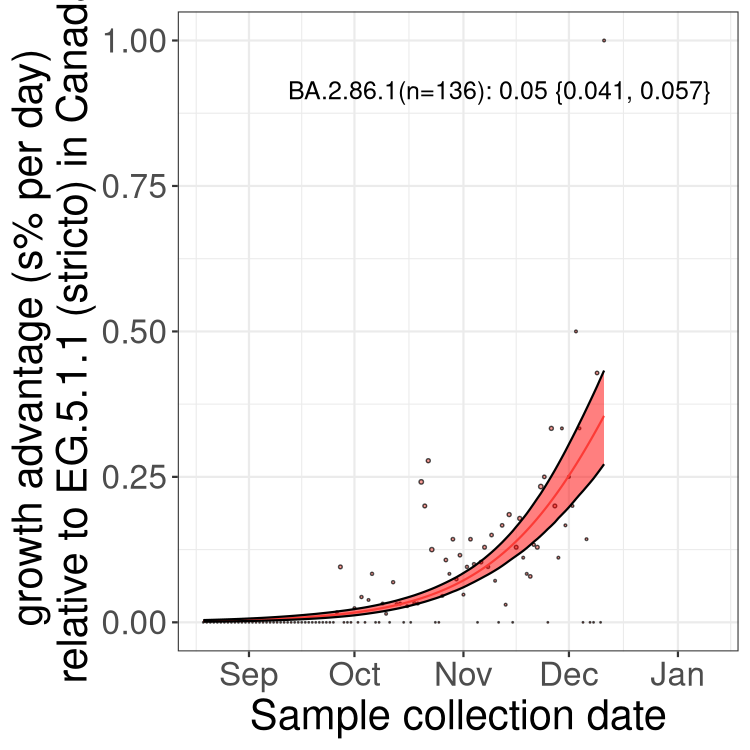 growth advantage (s% per day)
relative to EG.5.1.1 (stricto) in Canada
1.00
BA.2.86.1(n=136): 0.05 {0.041, 0.057}
0.75
0.50
0.25
0.00
Sep Oct Nov Dec Jan
Sample collection date